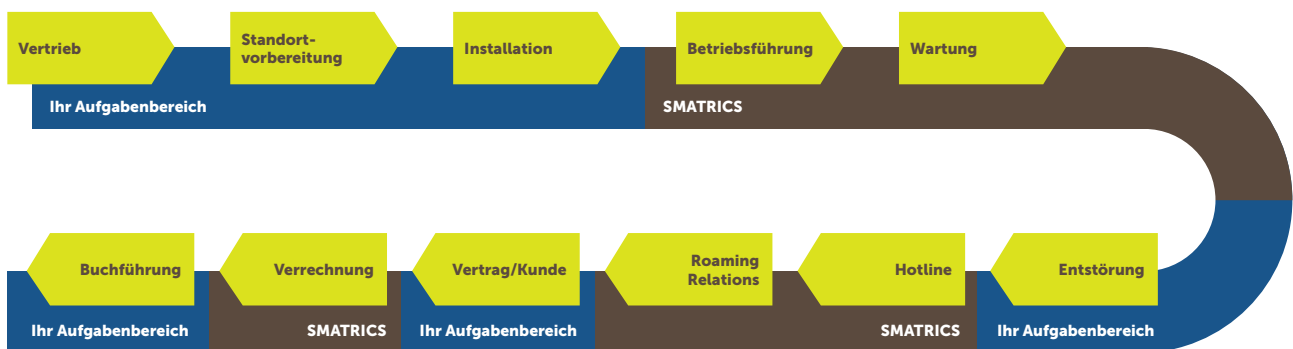 Vertrieb
Standort-
vorbereitung
Installation
Betriebsführung
Wartung
Ihr Aufgabenbereich
SMATRICS
Buchführung
Verrechnung
Vertrag/Kunde
Roaming
Relations
Hotline
Entstörung
Ihr Aufgabenbereich
SMATRICS
Ihr Aufgabenbereich
SMATRICS
Ihr Aufgabenbereich